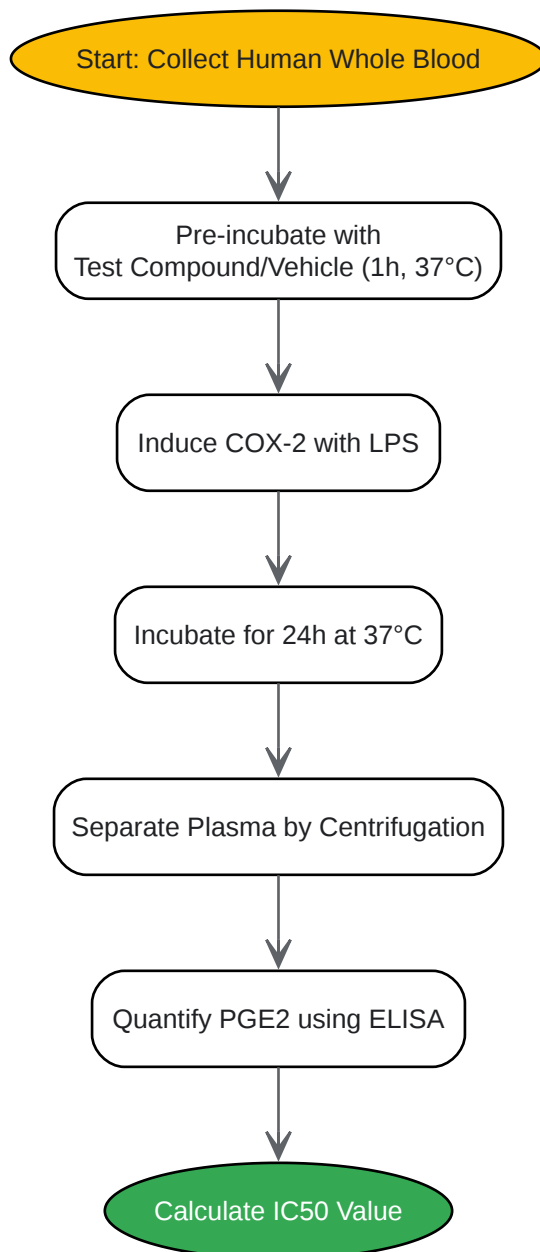 Start: Collect Human Whole Blood
Pre-incubate with
Test Compound/Vehicle (1h, 37°C)
Induce COX-2 with LPS
Incubate for 24h at 37°C
Separate Plasma by Centrifugation
Quantify PGE2 using ELISA
Calculate IC50 Value